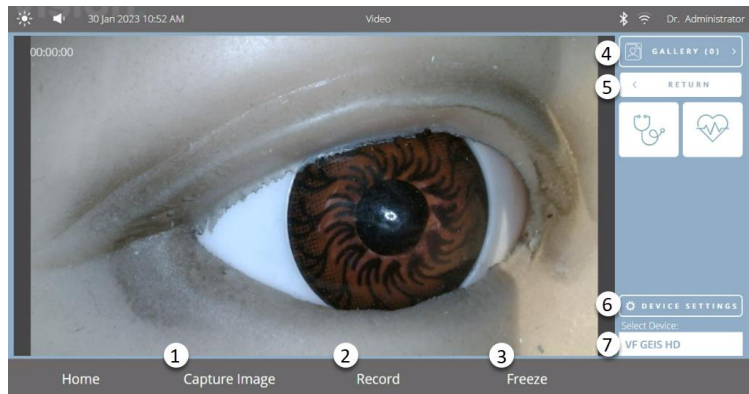 30 Jan 2023 10:52 AM
Video
Dr. Administrator
00:00:00
4
GALLERY (0) >
5
< RETURN
6
DEVICE SETTINGS
Select Device:
7
VF GEIS HD
1
2
3
Home
Capture Image
Record
Freeze